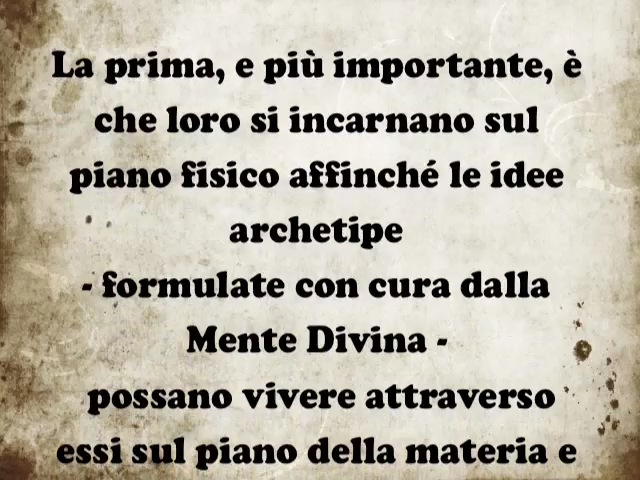 La prima, e più importante, è
che loro si incarnano sul
piano fisico affinché le idee
archetipe
- formulate con cura dalla
Mente Divina -
possano vivere attraverso
essi sul piano della materia e